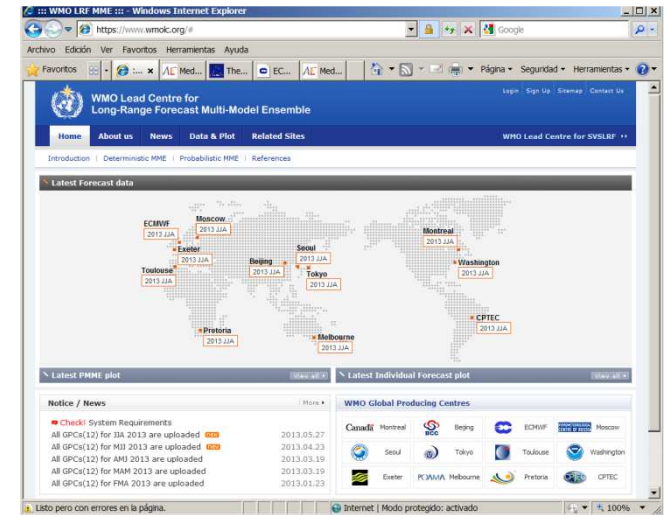 ::: WMO LRF MME ::: - Windows Internet Explorer
https://www.wmolc.org/#
Google
Archivo Edición Ver Favoritos Herramientas Ayuda
Favoritos ::: ... x Med... The... EC... Med... Página Seguridad Herramientas
Login Sign Up Sitemap Contact Us
WMO Lead Centre for
Long-Range Forecast Multi-Model Ensemble
Home About us News Data & Plot Related Sites WMO Lead Centre for SVSLRF
Introduction | Deterministic MME | Probabilistic MME | References
Latest Forecast data
ECMWF
2013 JJA
Moscow
2013 JJA
Exeter
2013 JJA
Toulouse
2013 JJA
Beijing
2013 JJA
Seoul
2013 JJA
Tokyo
2013 JJA
Montreal
2013 JJA
Washington
2013 JJA
CPTEC
2013 JJA
Pretoria
2013 JJA
Melbourne
2013 JJA
Latest PMME plot View all
Latest Individual Forecast plot View all
Notice / News More
Check! System Requirements
All GPCs(12) for JJA 2013 are uploaded 2013.05.27
All GPCs(12) for MJJ 2013 are uploaded 2013.04.23
All GPCs(12) for AMJ 2013 are uploaded 2013.03.19
All GPCs(12) for MAM 2013 are uploaded 2013.03.19
All GPCs(12) for FMA 2013 are uploaded 2013.01.23
WMO Global Producing Centres
Canada Montreal BCC Beijing ECMWF Moscow
Seoul Tokyo Toulouse Washington
Exeter POAMA Melbourne Pretoria CPTEC
Listo pero con errores en la página. Internet | Modo protegido: activado 100%